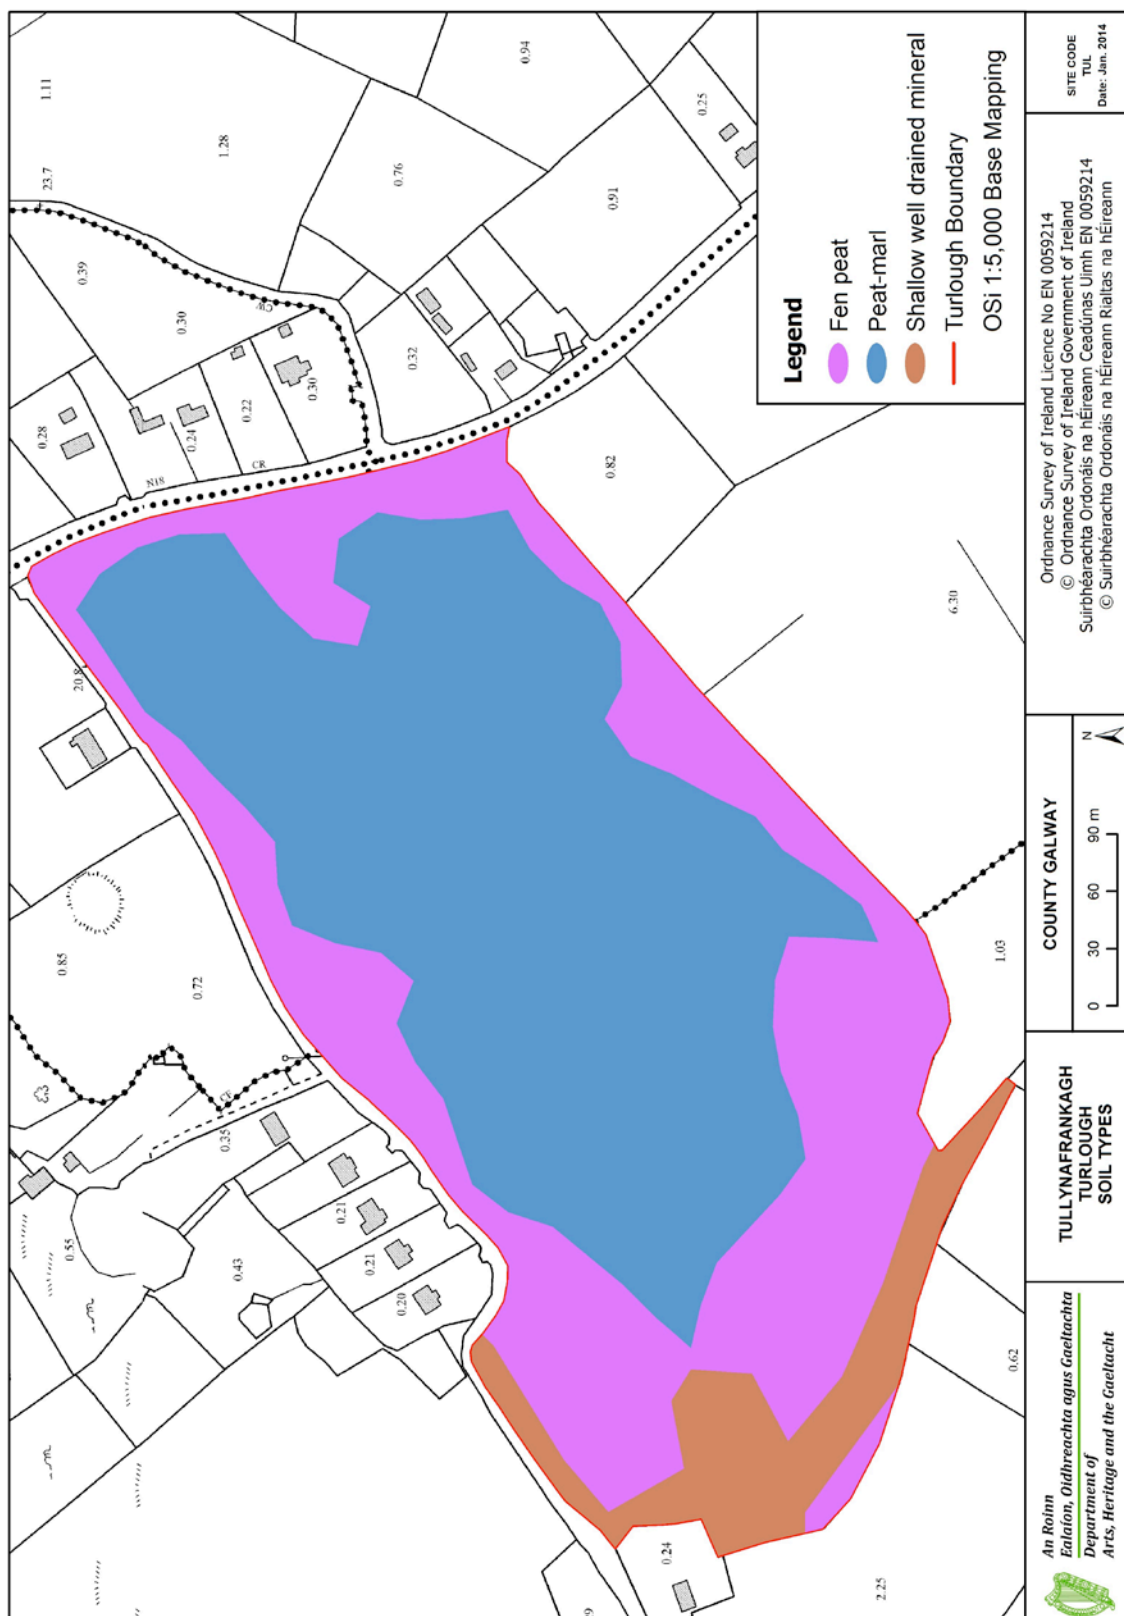 1.11
23.7
1.28
0.94
0.39
0.76
0.25
0.30
CW
0.91
0.28
0.24
0.22
0.30
0.32
N18
CR
0.82
20.8
6.30
0.85
0.72
CF
0.35
0.55
0.21
0.21
0.43
0.20
1.03
0.62
0.24
2.25
Legend
Fen peat
Peat-marl
Shallow well drained mineral
Turlough Boundary
OSi 1:5,000 Base Mapping
An Roinn
Ealaíon, Oidhreachta agus Gaeltachta
Department of
Arts, Heritage and the Gaeltacht
TULLYNAFRANKAGH
TURLOUGH
SOIL TYPES
COUNTY GALWAY
0 30 60 90 m
N
Ordnance Survey of Ireland Licence No EN 0059214
© Ordnance Survey of Ireland Government of Ireland
Suirbhéarachta Ordonáis na hÉireann Ceadúnas Uimh EN 0059214
© Suirbhéarachta Ordonáis na hÉireann Rialtas na hÉireann
SITE CODE
TUL
Date: Jan. 2014